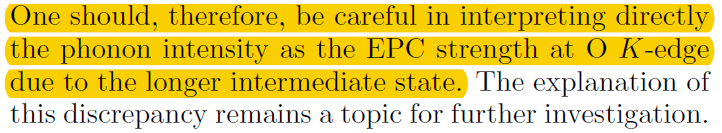 One should, therefore, be careful in interpreting directly
the phonon intensity as the EPC strength at O K-edge
due to the longer intermediate state. The explanation of
this discrepancy remains a topic for further investigation.